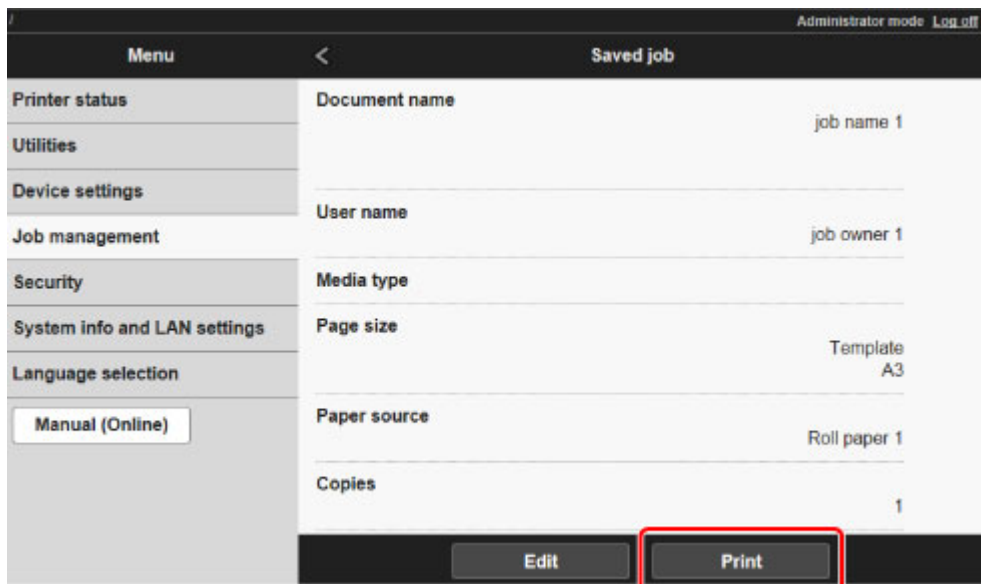 /
Administrator mode Log off
Menu
< Saved job
Printer status
Utilities
Device settings
Job management
Security
System info and LAN settings
Language selection
Manual (Online)
Document name
job name 1
User name
job owner 1
Media type
Page size
Template
A3
Paper source
Roll paper 1
Copies
1
Edit
Print